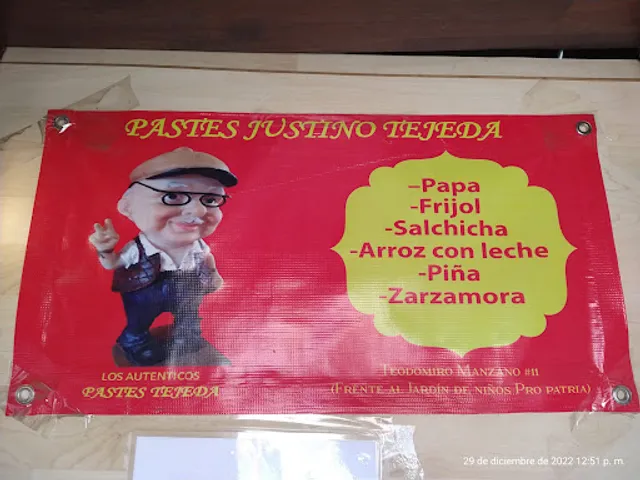 PASTES JUSTINO TEJEDA
-Papa
-Frijol
-Salchicha
-Arroz con leche
-Piña
-Zarzamora
LOS AUTENTICOS
PASTES TEJEDA
TEODOMIRO MANZANO #11
(FRENTE AL JARDÍN DE NIÑOS PRO PATRIA)
29 de diciembre de 2022 12:51 p. m.